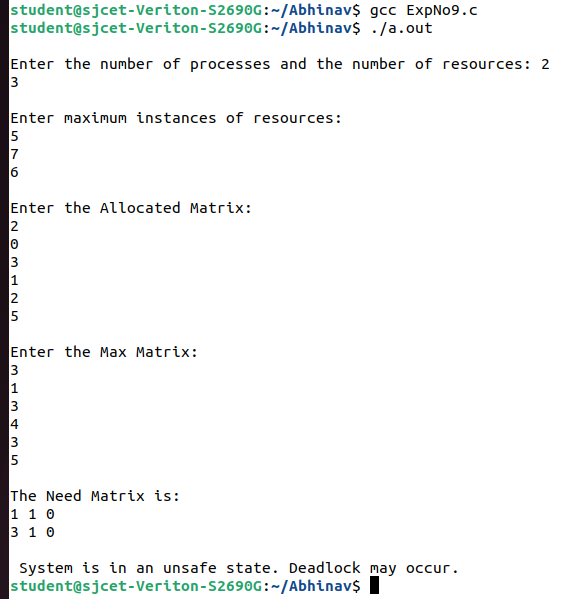 student@sjcet-Veriton-S2690G:~/Abhinav$ gcc ExpNo9.c
student@sjcet-Veriton-S2690G:~/Abhinav$ ./a.out
Enter the number of processes and the number of resources: 2
3
Enter maximum instances of resources:
5
7
6
Enter the Allocated Matrix:
2
0
3
1
2
5
Enter the Max Matrix:
3
1
3
4
3
5
The Need Matrix is:
1 1 0
3 1 0
System is in an unsafe state. Deadlock may occur.
student@sjcet-Veriton-S2690G:~/Abhinav$